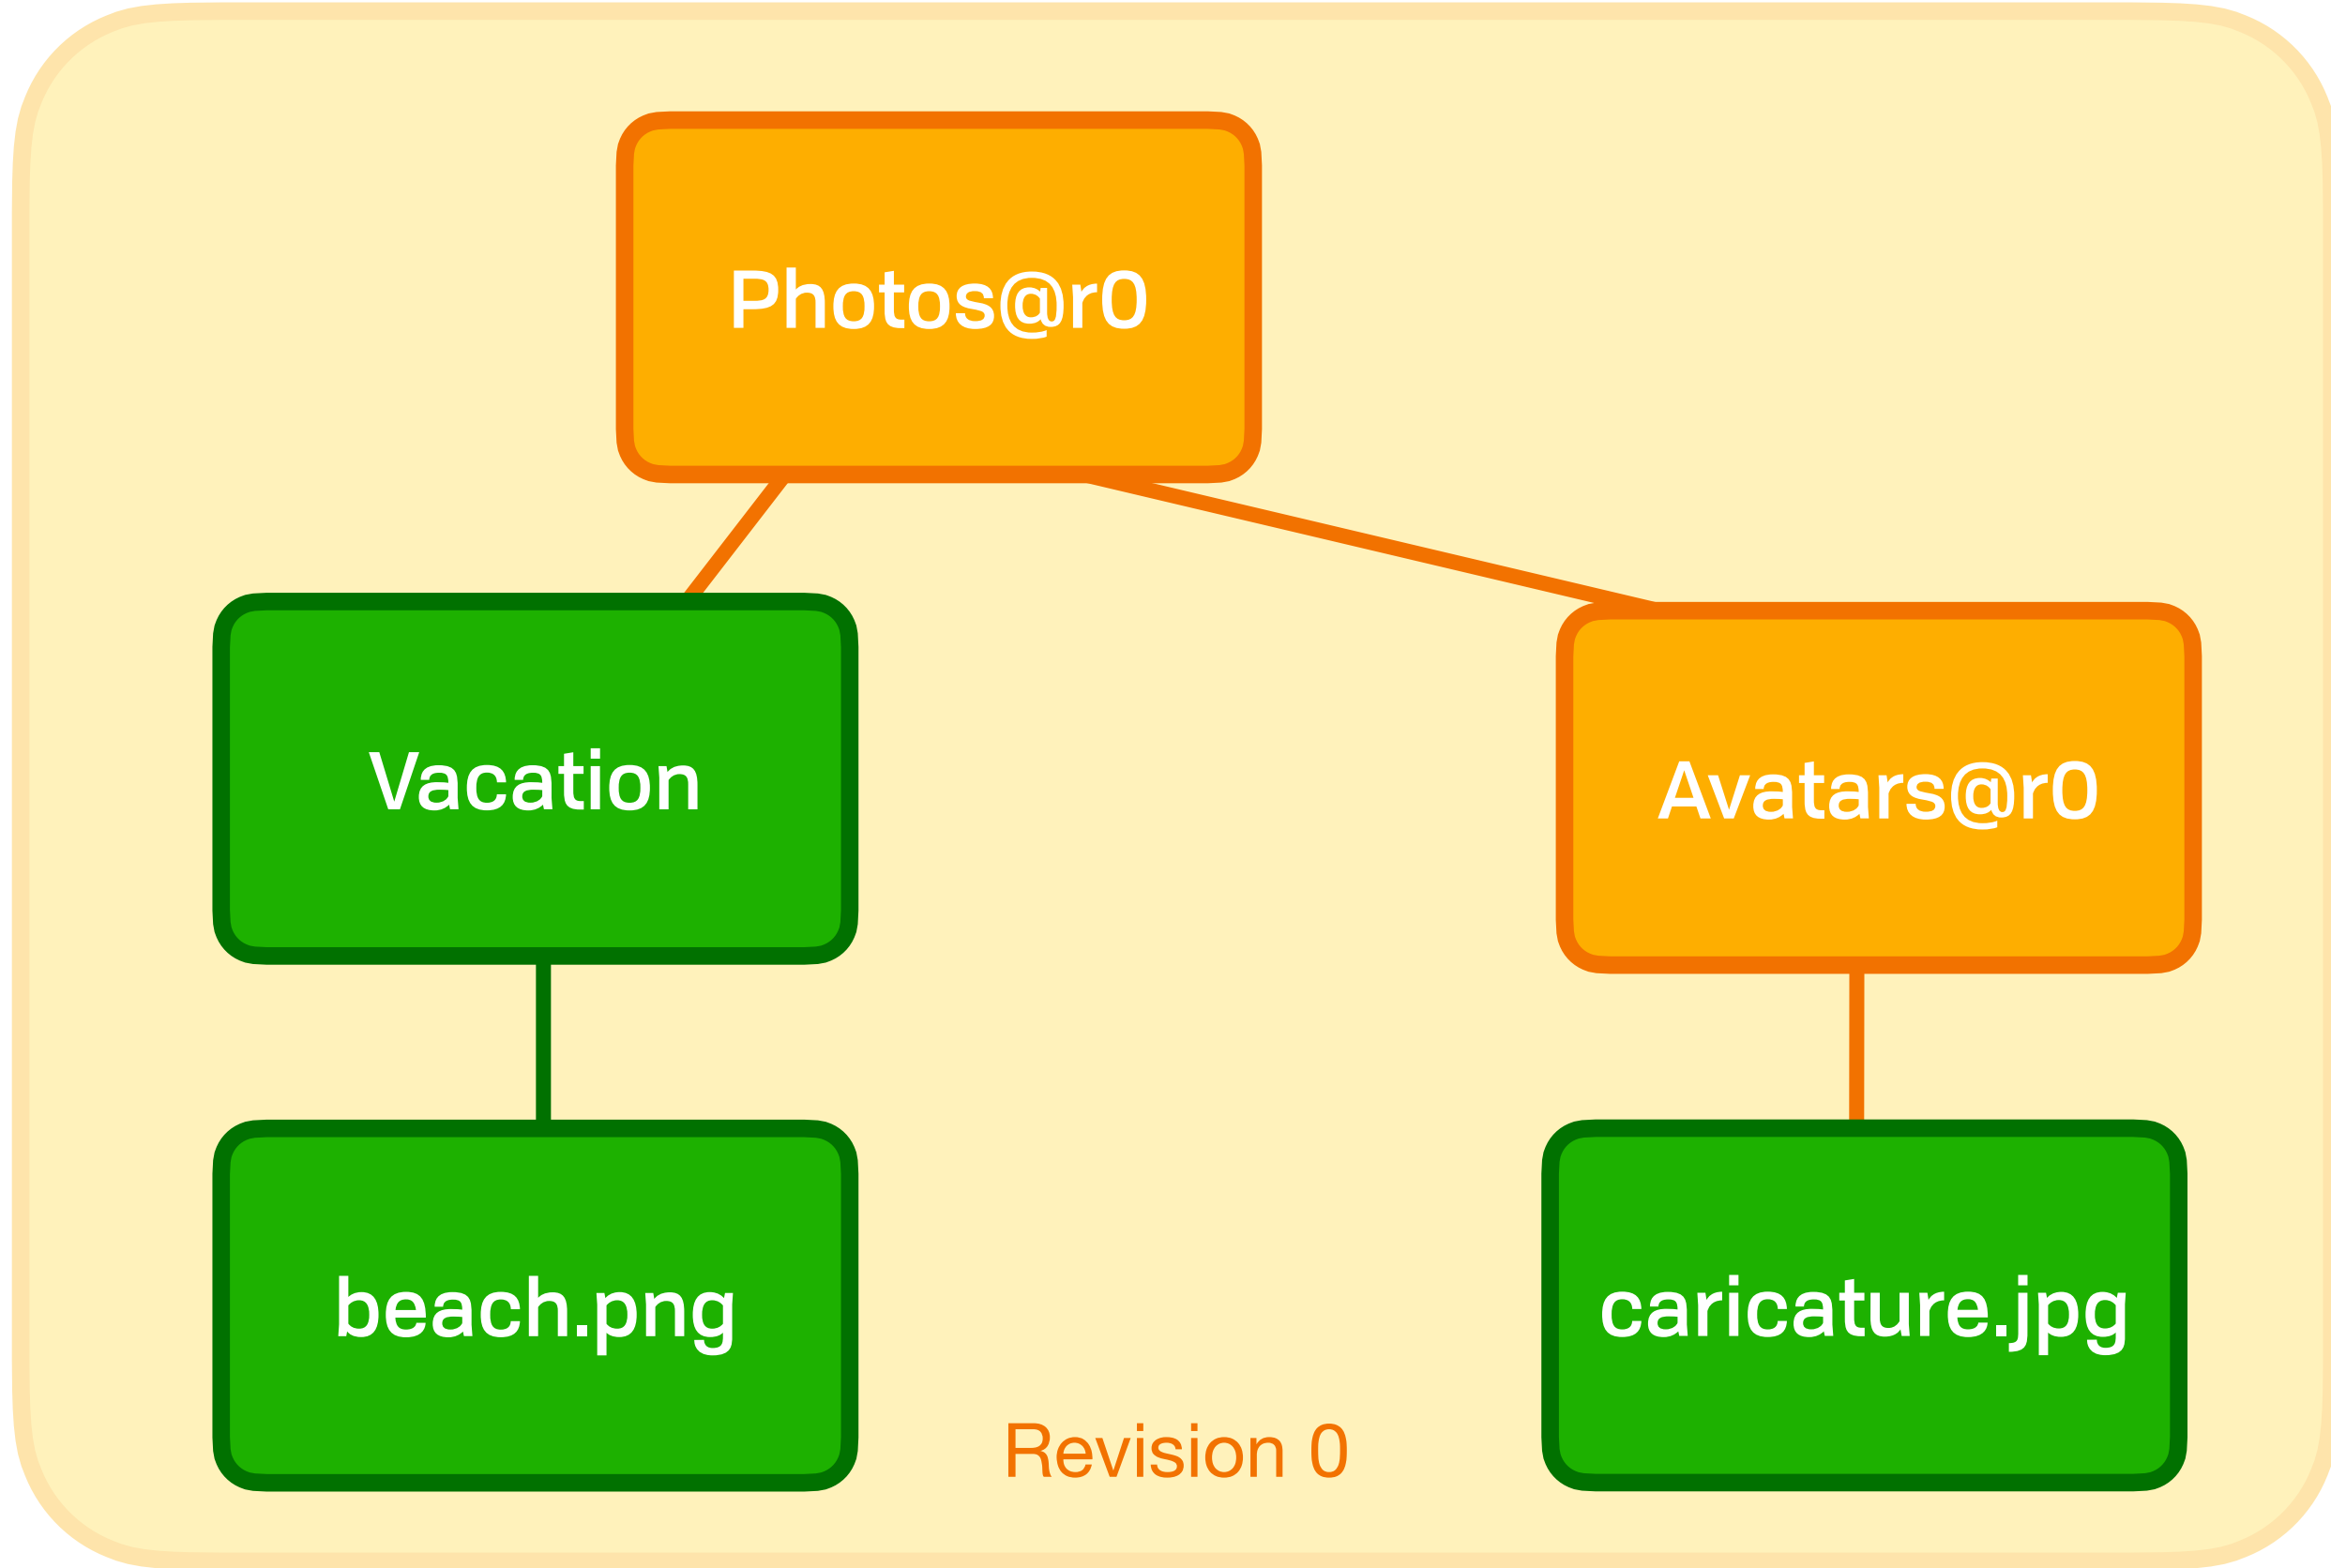 Photos@r0
Vacation
Avatars@r0
beach.png
caricature.jpg
Revision 0